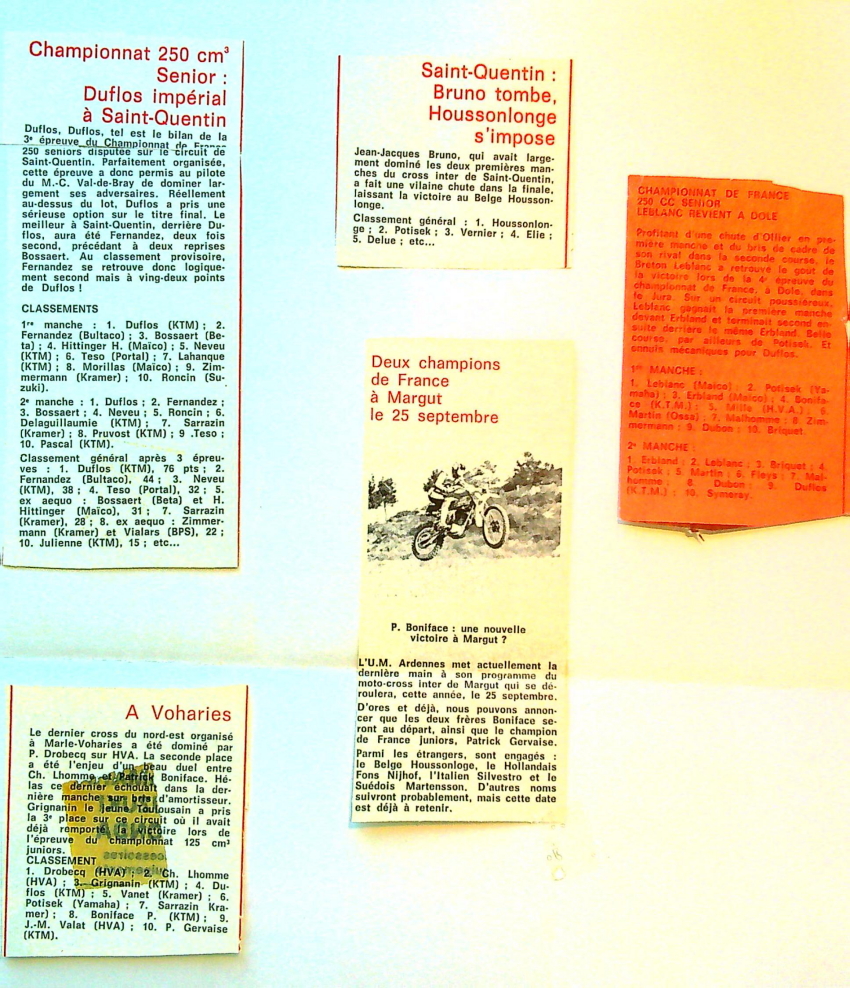 Championnat 250 cm³
Senior :
Duflos impérial
à Saint-Quentin
Duflos, Duflos, tel est le bilan de la
3ᵉ épreuve du Championnat de France
250 seniors disputée sur le circuit de
Saint-Quentin. Parfaitement organisée,
cette épreuve a donc permis au pilote
du M.-C. Val-de-Bray de dominer lar-
gement ses adversaires. Réellement
au-dessus du lot, Duflos a pris une
sérieuse option sur le titre final. Le
meilleur à Saint-Quentin, derrière Du-
flos, aura été Fernandez, deux fois
second, précédant à deux reprises
Bossaert. Au classement provisoire,
Fernandez se retrouve donc logique-
ment second mais à ving-deux points
de Duflos !
CLASSEMENTS
1ʳᵉ manche : 1. Duflos (KTM) ; 2.
Fernandez (Bultaco) ; 3. Bossaert (Be-
ta) ; 4. Hittinger H. (Maïco) ; 5. Neveu
(KTM) ; 6. Teso (Portal) ; 7. Lahanque
(KTM) ; 8. Morillas (Maïco) ; 9. Zim-
mermann (Kramer) ; 10. Roncin (Su-
zuki).
2ᵉ manche : 1. Duflos ; 2. Fernandez ;
3. Bossaert ; 4. Neveu ; 5. Roncin ; 6.
Delaguillaumie (KTM) ; 7. Sarrazin
(Kramer) ; 8. Pruvost (KTM) ; 9 .Teso ;
10. Pascal (KTM).
Classement général après 3 épreu-
ves : 1. Duflos (KTM), 76 pts ; 2.
Fernandez (Bultaco), 44 ; 3. Neveu
(KTM), 38 ; 4. Teso (Portal), 32 ; 5.
ex aequo : Bossaert (Beta) et H.
Hittinger (Maïco), 31 ; 7. Sarrazin
(Kramer), 28 ; 8. ex aequo : Zimmer-
mann (Kramer) et Vialars (BPS), 22 ;
10. Julienne (KTM), 15 ; etc...
Saint-Quentin :
Bruno tombe,
Houssonlonge
s'impose
Jean-Jacques Bruno, qui avait large-
ment dominé les deux premières man-
ches du cross inter de Saint-Quentin,
a fait une vilaine chute dans la finale,
laissant la victoire au Belge Housson-
longe.
Classement général : 1. Houssonlon-
ge ; 2. Potisek ; 3. Vernier ; 4. Elie ;
5. Delue ; etc...
CHAMPIONNAT DE FRANCE
250 CC SENIOR
LEBLANC REVIENT A DOLE
Profitant d'une chute d'Ollier en pre-
mière manche et du bris de cadre de
son rival dans la seconde course, le
Breton Leblanc a retrouvé le goût de
la victoire lors de la 4ᵉ épreuve du
championnat de France, à Dole, dans
le Jura. Sur un circuit poussiéreux,
Leblanc gagnait la première manche
devant Erbland et terminait second en-
suite derrière le même Erbland. Belle
course, par ailleurs de Potisek. Et
ennuis mécaniques pour Duflos.
1ʳᵉ MANCHE :
1. Leblanc (Maïco) ; 2. Potisek (Ya-
maha) ; 3. Erbland (Maïco) ; 4. Bonifa-
ce (K.T.M.) ; 5. Mille (H.V.A.) ; 6.
Martin (Ossa) ; 7. Malhomme ; 8. Zim-
mermann ; 9. Dubon ; 10. Briquet.
2ᵉ MANCHE :
1. Erbland ; 2. Leblanc ; 3. Briquet ; 4.
Potisek ; 5. Martin ; 6. Floys ; 7. Mal-
homme ; 8. Dubon ; 9. Duflos
(K.T.M.) ; 10.
Deux champions
de France
à Margut
le 25 septembre
P. Boniface : une nouvelle
victoire à Margut ?
L'U.M. Ardennes met actuellement la
dernière main à son programme du
moto-cross inter de Margut qui se dé-
roulera, cette année, le 25 septembre.
D'ores et déjà, nous pouvons annon-
cer que les deux frères Boniface se-
ront au départ, ainsi que le champion
de France juniors, Patrick Gervaise.
Parmi les étrangers, sont engagés :
le Belge Houssonloge, le Hollandais
Fons Nijhof, l'Italien Silvestro et le
Suédois Martensson. D'autres noms
suivront probablement, mais cette date
est déjà à retenir.
A Voharies
Le dernier cross du nord-est organisé
à Marle-Voharies a été dominé par
P. Drobecq sur HVA. La seconde place
a été l'enjeu d'un beau duel entre
Ch. Lhomme et Patrick Boniface. Hé-
las ce dernier échouait dans la der-
nière manche sur bris d'amortisseur.
Grignanin le jeune Toulousain a pris
la 3ᵉ place sur ce circuit où il avait
déjà remporté la victoire lors de
l'épreuve du championnat 125 cm³
juniors.
CLASSEMENT
1. Drobecq (HVA) ; 2. Ch. Lhomme
(HVA) ; 3. Grignanin (KTM) ; 4. Du-
flos (KTM) ; 5. Vanet (Kramer) ; 6.
Potisek (Yamaha) ; 7. Sarrazin Kra-
mer) ; 8. Boniface P. (KTM) ; 9.
J.-M. Valat (HVA) ; 10. P. Gervaise
(KTM).